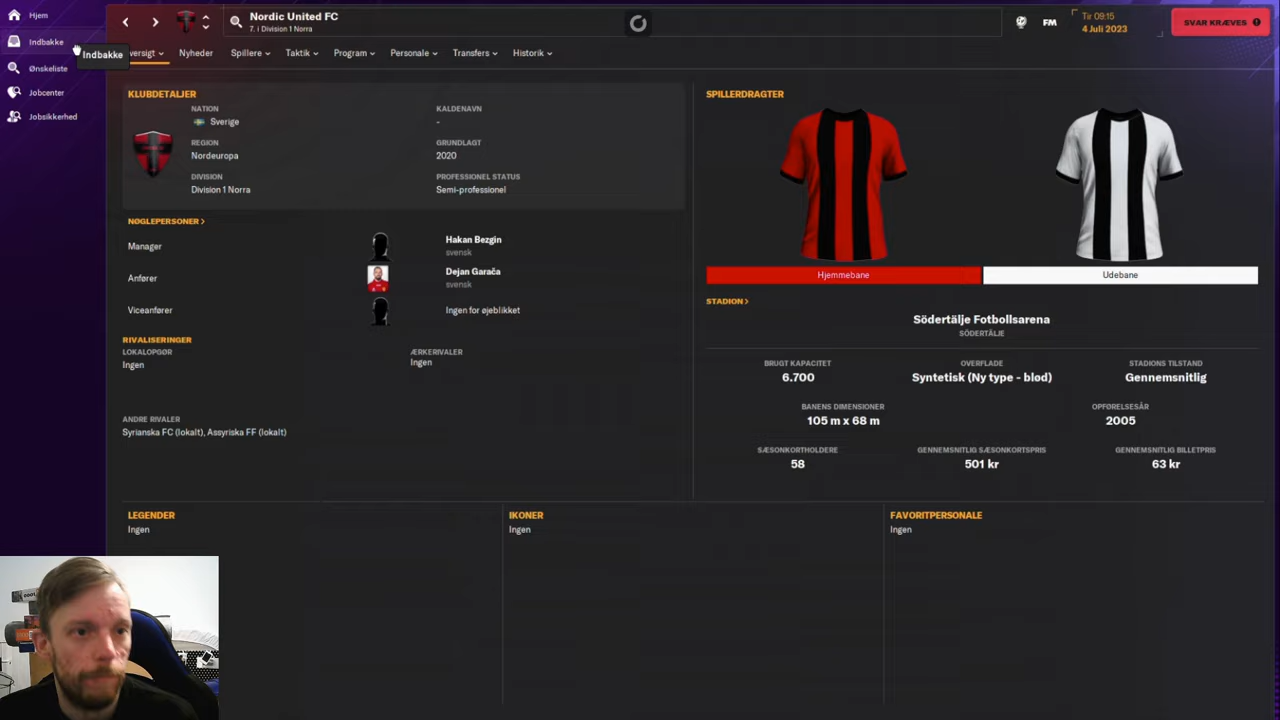 Hjem
Indbakke
Indbakke
Ønskeliste
Jobcenter
Jobsikkerhed
Nordic United FC
7. i Division 1 Norra
FM
Tir 09:15
4 Juli 2023
SVAR KRÆVES
versigt
Nyheder
Spillere
Taktik
Program
Personale
Transfers
Historik
KLUBDETALJER
NATION
Sverige
KALDENAVN
-
REGION
Nordeuropa
GRUNDLAGT
2020
DIVISION
Division 1 Norra
PROFESSIONEL STATUS
Semi-professionel
NØGLEPERSONER >
Manager
Hakan Bezgin
svensk
Anfører
Dejan Garača
svensk
Viceanfører
Ingen for øjeblikket
RIVALISERINGER
LOKALOPGØR
Ingen
ÆRKERIVALER
Ingen
ANDRE RIVALER
Syrianska FC (lokalt), Assyriska FF (lokalt)
SPILLERDRAGTER
Hjemmebane
Udebane
STADION >
Södertälje Fotbollsarena
SÖDERTÄLJE
BRUGT KAPACITET
6.700
OVERFLADE
Syntetisk (Ny type - blød)
STADIONS TILSTAND
Gennemsnitlig
BANENS DIMENSIONER
105 m x 68 m
OPFØRELSESÅR
2005
SÆSONKORTHOLDERE
58
GENNEMSNITLIG SÆSONKORTSPRIS
501 kr
GENNEMSNITLIG BILLETPRIS
63 kr
LEGENDER
Ingen
IKONER
Ingen
FAVORITPERSONALE
Ingen